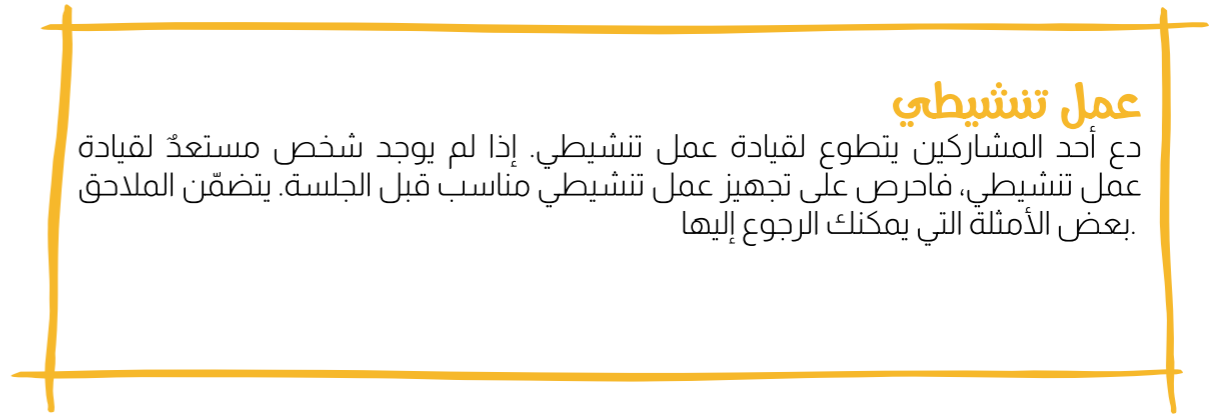 عمل تنشيطي
دع أحد المشاركين يتطوع لقيادة عمل تنشيطي. إذا لم يوجد شخص مستعدٌ لقيادة
عمل تنشيطي، فاحرص على تجهيز عمل تنشيطي مناسب قبل الجلسة. يتضمّن الملاحق
.بعض الأمثلة التي يمكنك الرجوع إليها